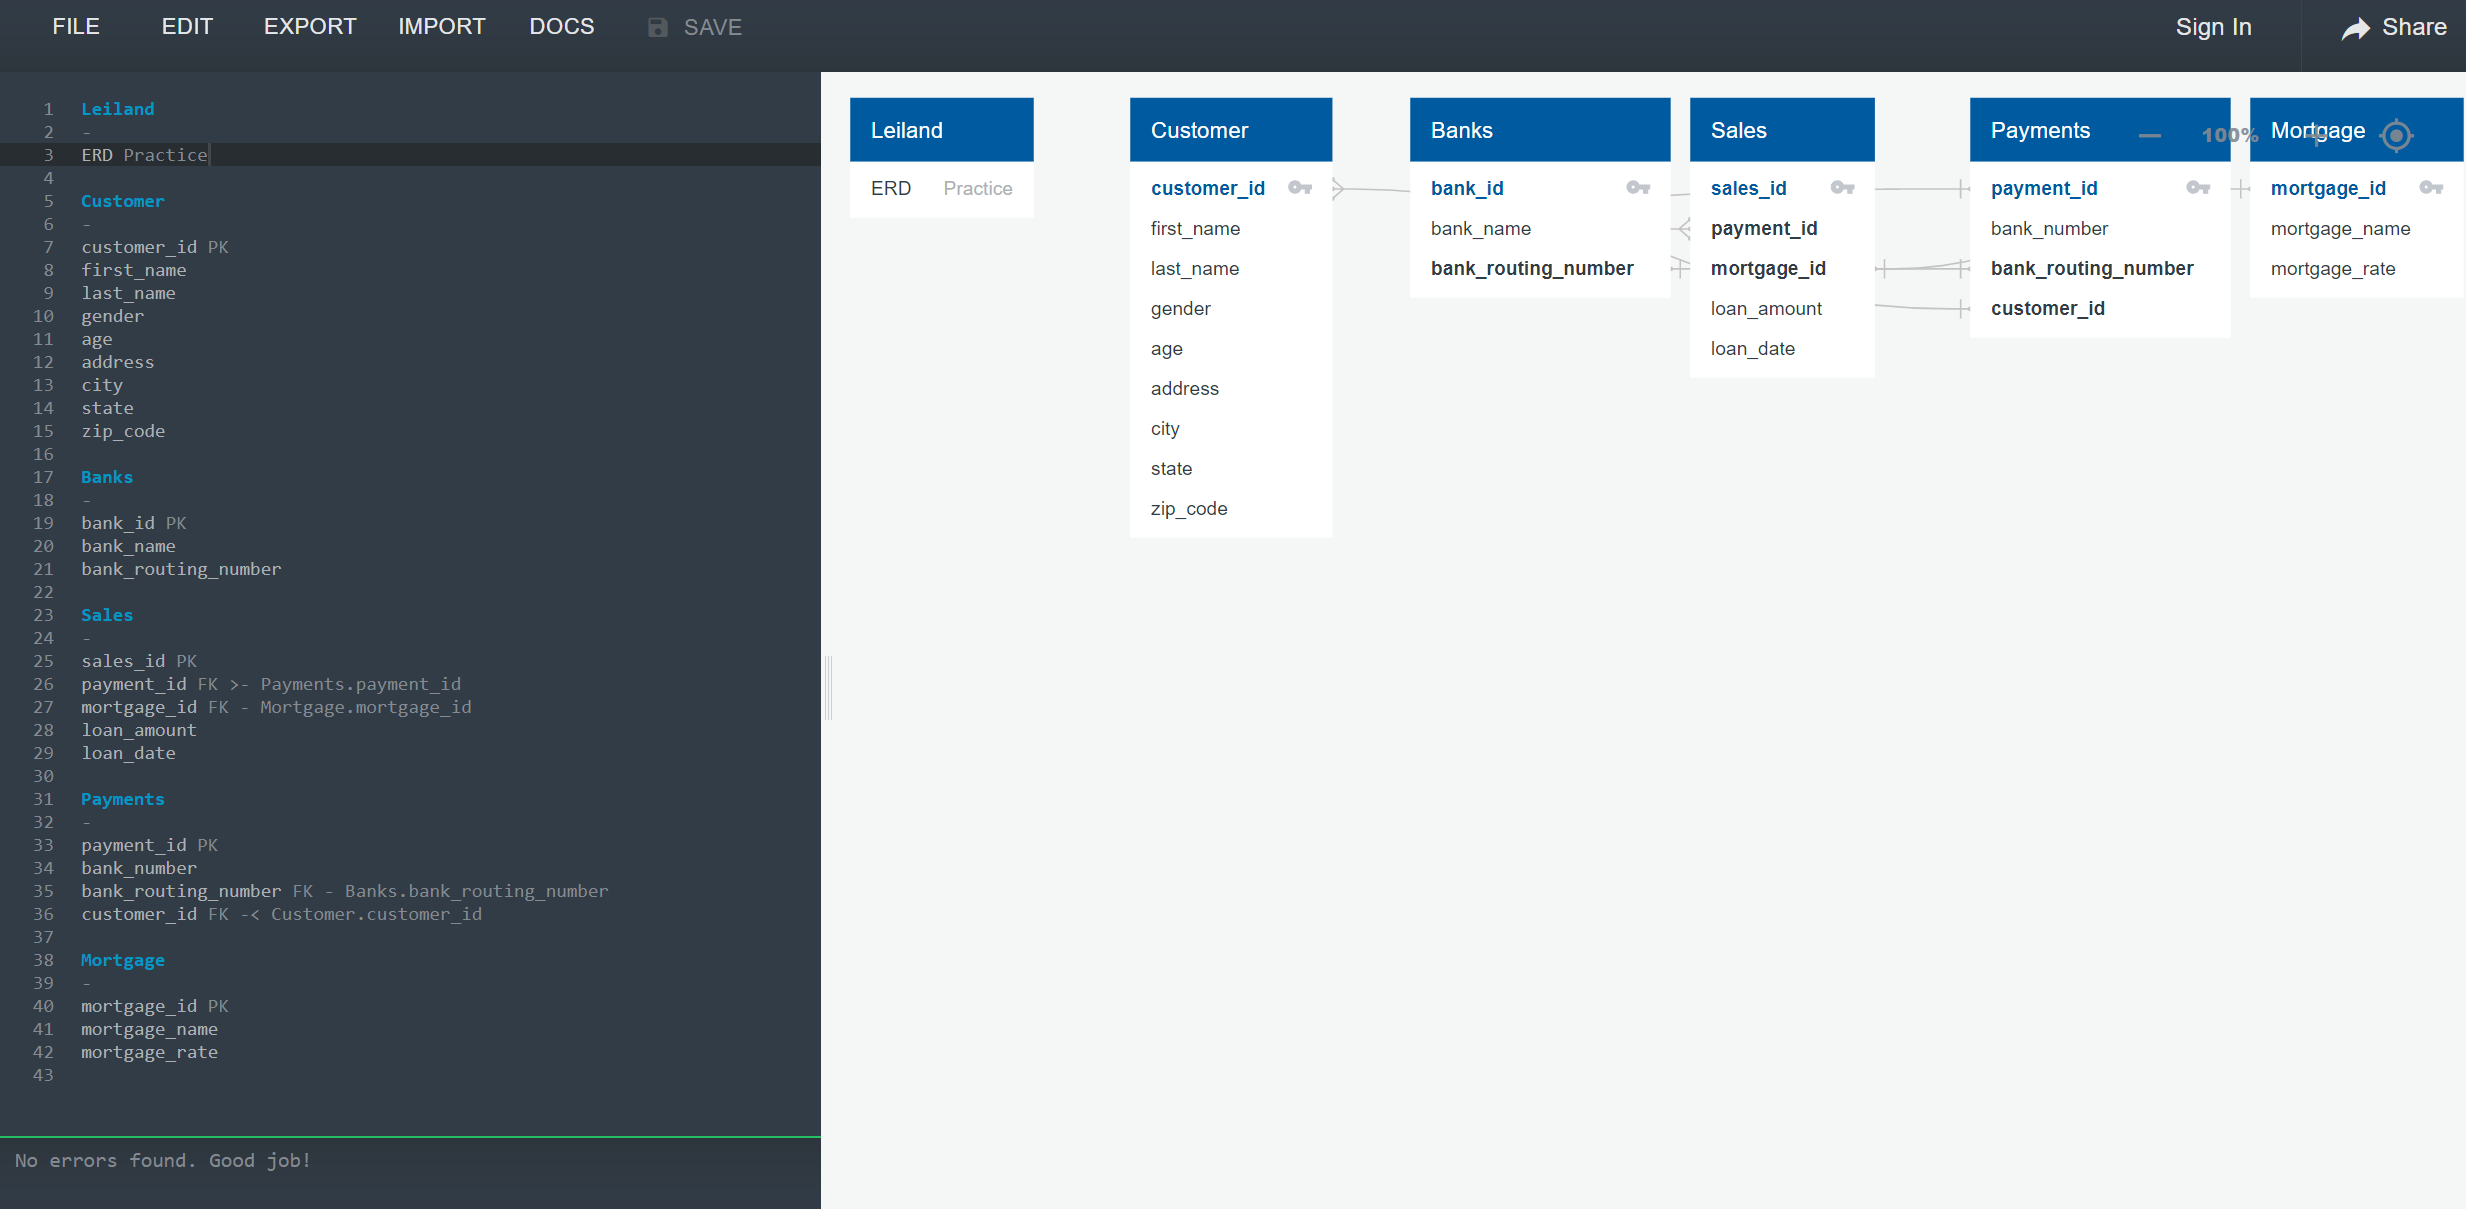 FILE EDIT EXPORT IMPORT DOCS SAVE Sign In Share
1 Leiland
2 -
3 ERD Practice
4
5 Customer
6 -
7 customer_id PK
8 first_name
9 last_name
10 gender
11 age
12 address
13 city
14 state
15 zip_code
16
17 Banks
18 -
19 bank_id PK
20 bank_name
21 bank_routing_number
22
23 Sales
24 -
25 sales_id PK
26 payment_id FK >- Payments.payment_id
27 mortgage_id FK - Mortgage.mortgage_id
28 loan_amount
29 loan_date
30
31 Payments
32 -
33 payment_id PK
34 bank_number
35 bank_routing_number FK - Banks.bank_routing_number
36 customer_id FK -< Customer.customer_id
37
38 Mortgage
39 -
40 mortgage_id PK
41 mortgage_name
42 mortgage_rate
43
No errors found. Good job!
Leiland
ERD Practice
Customer
customer_id
first_name
last_name
gender
age
address
city
state
zip_code
Banks
bank_id
bank_name
bank_routing_number
Sales
sales_id
payment_id
mortgage_id
loan_amount
loan_date
Payments
payment_id
bank_number
bank_routing_number
customer_id
100%
Mortgage
mortgage_id
mortgage_name
mortgage_rate